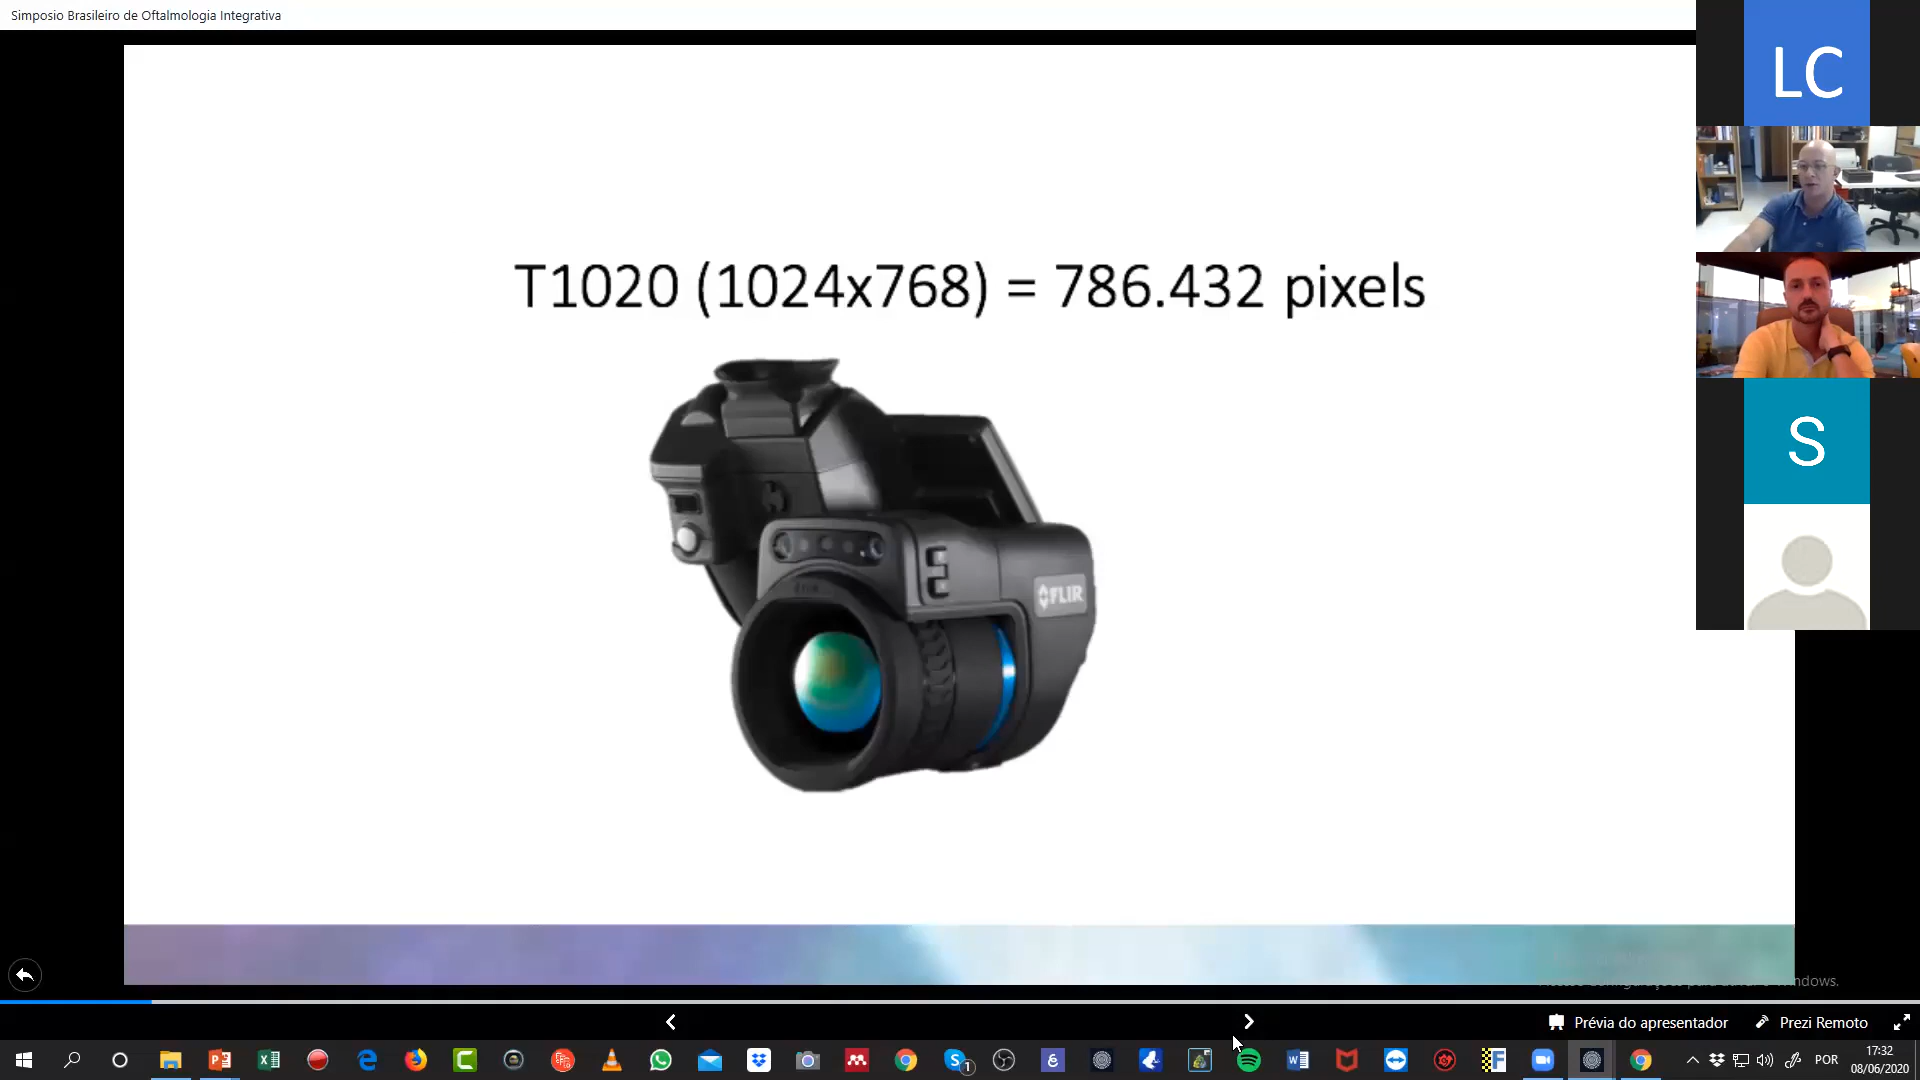 Simposio Brasileiro de Oftalmologia Integrativa
LC
T1020 (1024x768) = 786.432 pixels
S
FLIR
Prévia do apresentador
Prezi Remoto
POR
17:32
08/06/2020